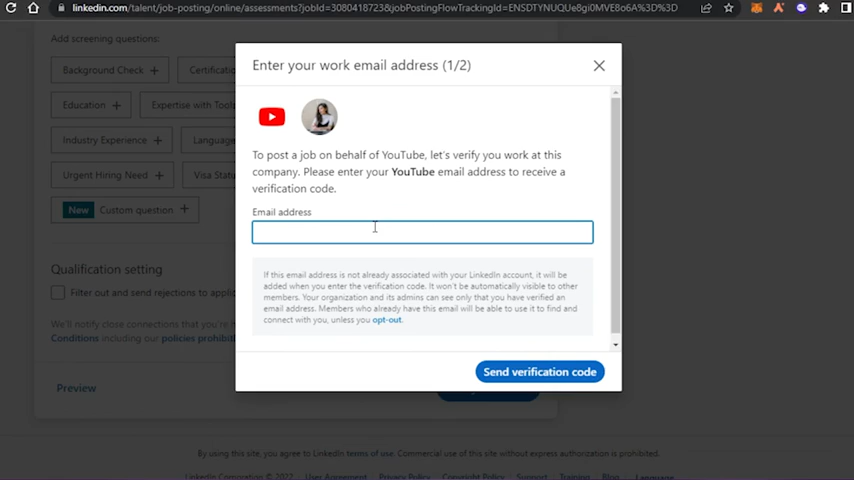 linkedin.com/talent/job-posting/online/assessments?jobId=3080418723&jobPostingFlowTrackingId=ENSDTYNUQUe8gi0MVE8o6A%3D%3D
Add screening questions:
Background Check +
Education +
Expertise with
Industry Experience +
Urgent Hiring Need +
Visa
New Custom question +
Qualification setting
Filter out and send rejections to
We'll notify close connections that you're
Conditions including our policies
Preview
Enter your work email address (1/2)
To post a job on behalf of YouTube, let's verify you work at this
company. Please enter your YouTube email address to receive a
verification code.
Email address
If this email address is not already associated with your LinkedIn account, it will be
added when you enter the verification code. It won't be automatically visible to other
members. Your organization and its admins can see only that you have verified an
email address. Members who already have this email will be able to use it to find and
connect with you, unless you opt-out.
Send verification code
By using this site, you agree to LinkedIn terms of use. Commercial use of this site without express authorization is prohibited.
LinkedIn Corporation © 2022 User Agreement Privacy Policy Copyright Policy Support Training Blog Language